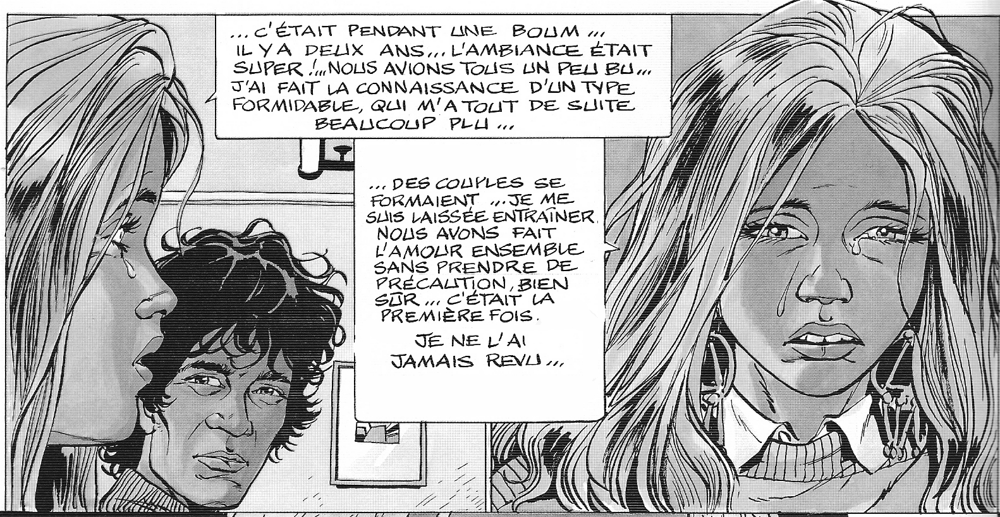 ...C'ÉTAIT PENDANT UNE BOUM...
IL Y A DEUX ANS... L'AMBIANCE ÉTAIT
SUPER !...NOUS AVIONS TOUS UN PEU BU...
J'AI FAIT LA CONNAISSANCE D'UN TYPE
FORMIDABLE, QUI M'A TOUT DE SUITE
BEAUCOUP PLU...
...DES COUPLES SE
FORMAIENT ...JE ME
SUIS LAISSÉE ENTRAÎNER.
NOUS AVONS FAIT
L'AMOUR ENSEMBLE
SANS PRENDRE DE
PRÉCAUTION, BIEN
SÛR... C'ÉTAIT LA
PREMIÈRE FOIS.
JE NE L'AI
JAMAIS REVU...